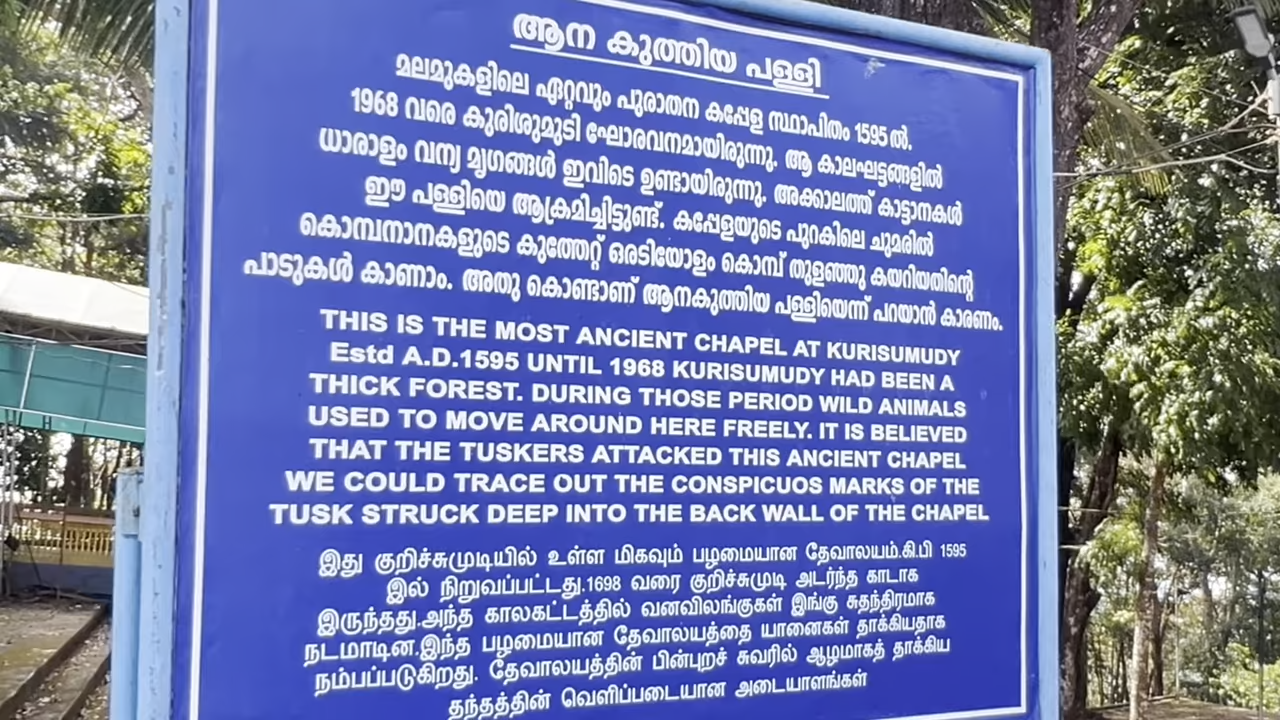 ആന കുത്തിയ പള്ളി
മലമുകളിലെ ഏറ്റവും പുരാതന കപ്പേള സ്ഥാപിതം 1595 ൽ.
1968 വരെ കുരിശുമുടി ഘോരവനമായിരുന്നു. ആ കാലഘട്ടങ്ങളിൽ
ധാരാളം വന്യ മൃഗങ്ങൾ ഇവിടെ ഉണ്ടായിരുന്നു. അക്കാലത്ത് കാട്ടാനകൾ
ഈ പള്ളിയെ ആക്രമിച്ചിട്ടുണ്ട്. കപ്പേളയുടെ പുറകിലെ ചുമരിൽ
കൊമ്പനാനകളുടെ കുത്തേറ്റ് ഒരടിയോളം കൊമ്പ് തുളഞ്ഞു കയറിയതിന്റെ
പാടുകൾ കാണാം. അതു കൊണ്ടാണ് ആനകുത്തിയ പള്ളിയെന്ന് പറയാൻ കാരണം.
THIS IS THE MOST ANCIENT CHAPEL AT KURISUMUDY
Estd A.D.1595 UNTIL 1968 KURISUMUDY HAD BEEN A
THICK FOREST. DURING THOSE PERIOD WILD ANIMALS
USED TO MOVE AROUND HERE FREELY. IT IS BELIEVED
THAT THE TUSKERS ATTACKED THIS ANCIENT CHAPEL
WE COULD TRACE OUT THE CONSPICUOS MARKS OF THE
TUSK STRUCK DEEP INTO THE BACK WALL OF THE CHAPEL
இது குறிச்சுமுடியில் உள்ள மிகவும் பழமையான தேவாலயம்.கி.பி 1595
இல் நிறுவப்பட்டது.1698 வரை குறிச்சுமுடி அடர்ந்த காடாக
இருந்தது.அந்த காலகட்டத்தில் வனவிலங்குகள் இங்கு சுதந்திரமாக
நடமாடின.இந்த பழமையான தேவாலயத்தை யானைகள் தாக்கியதாக
நம்பப்படுகிறது. தேவாலயத்தின் பின்புறச் சுவரில் ஆழமாகத் தாக்கிய
தந்தத்தின் வெளிப்படையான அடையாளங்கள்